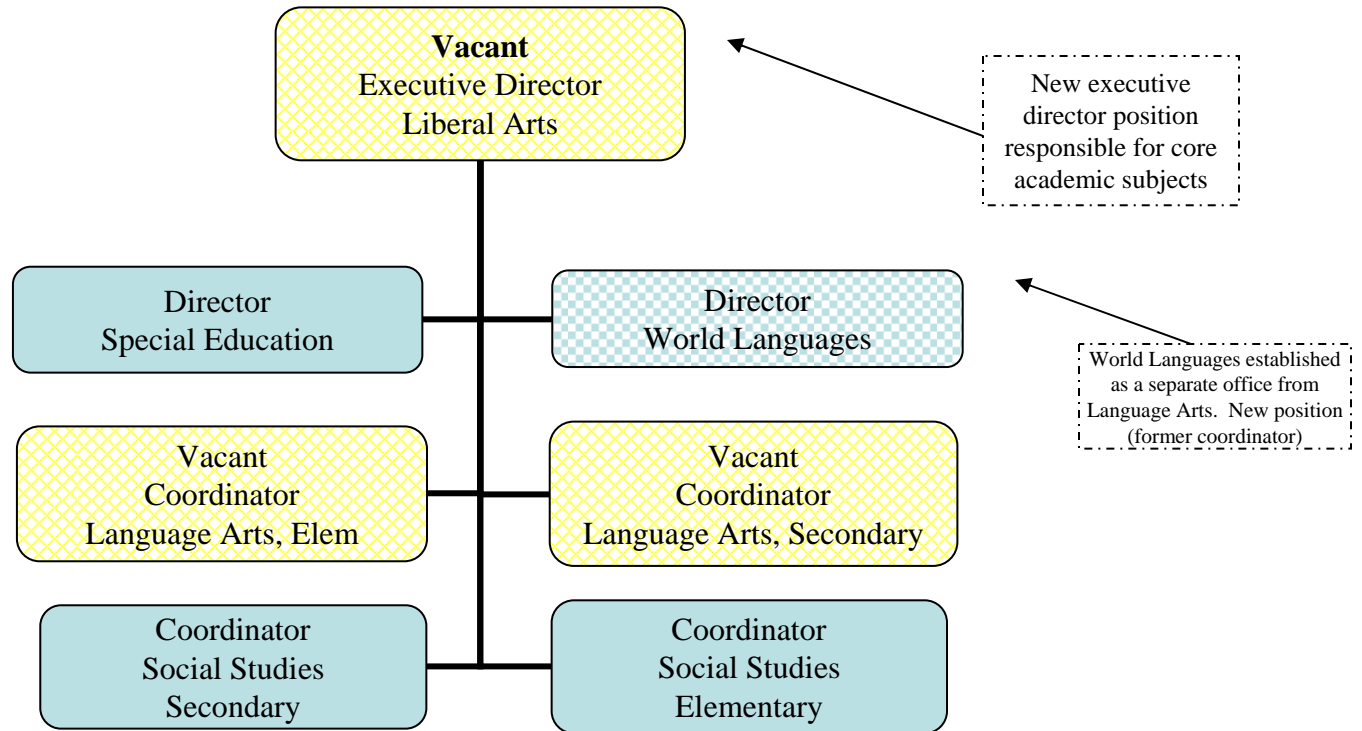 Vacant
Executive Director
Liberal Arts
New executive
director position
responsible for core
academic subjects
Director
Special Education
Director
World Languages
World Languages established
as a separate office from
Language Arts.  New position
(former coordinator)
Vacant
Coordinator
Language Arts, Elem
Vacant
Coordinator
Language Arts, Secondary
Coordinator
Social Studies
Secondary
Coordinator
Social Studies
Elementary